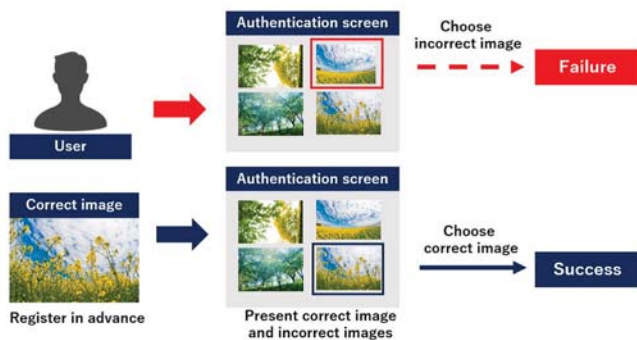 Authentication screen
Choose
incorrect image
Failure
User
Authentication screen
Correct image
Choose
correct image
Success
Register in advance
Present correct image
and incorrect images